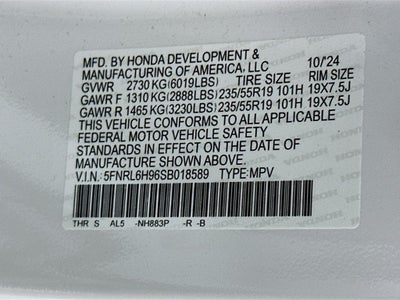 MFD. BY HONDA DEVELOPMENT & 10/'24
MANUFACTURING OF AMERICA, LLC
GVWR 2730 KG(6019LBS) TIRE SIZE RIM SIZE
GAWR F 1310 KG(2888LBS) 235/55R19 101H 19X7.5J
GAWR R 1465 KG(3230LBS) 235/55R19 101H 19X7.5J
THIS VEHICLE CONFORMS TO ALL APPLICABLE
FEDERAL MOTOR VEHICLE SAFETY
STANDARDS IN EFFECT ON THE DATE OF
MANUFACTURE SHOWN ABOVE.
V.I.N:5FNRL6H96SB018589 TYPE:MPV
THR S AL5 -NH883P -R -B